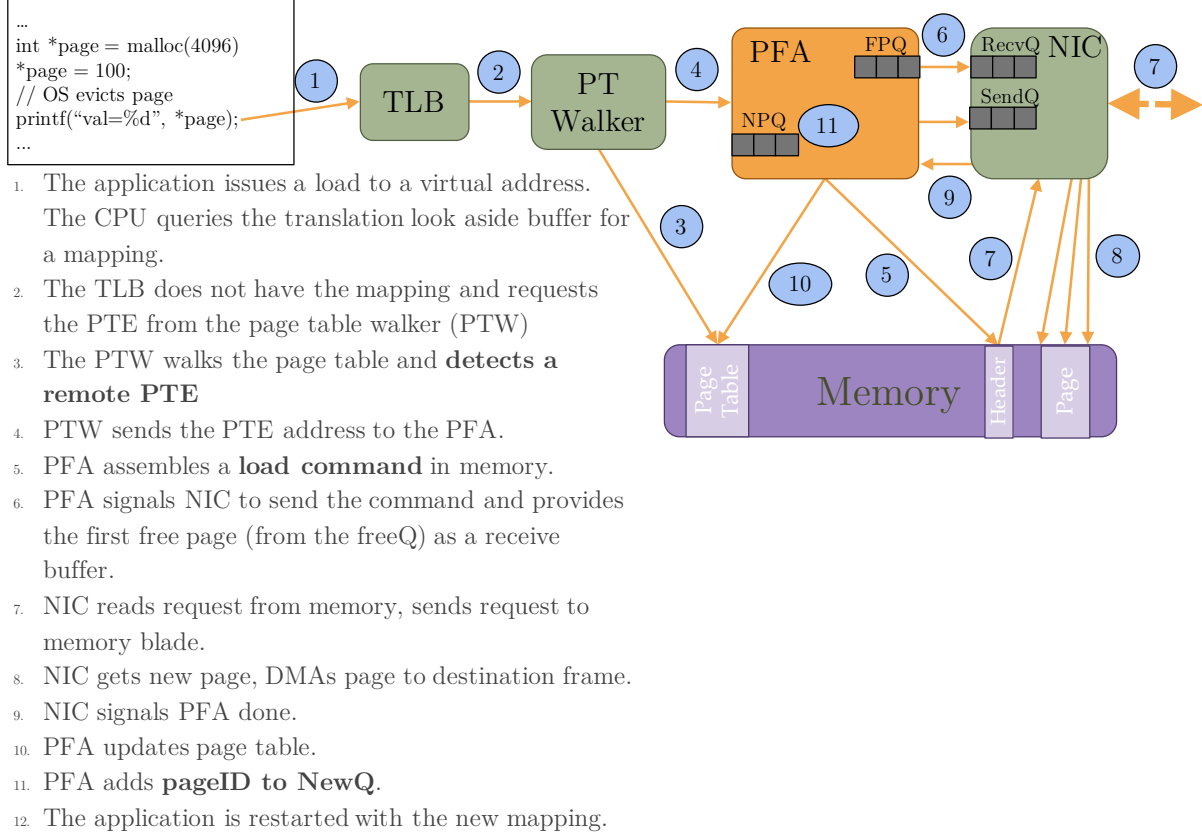 ...
int *page = malloc(4096)
*page = 100;
// OS evicts page
printf(“val=%d”, *page);
...
1
TLB
2
PT
Walker
4
PFA
FPQ
NPQ
11
6
RecvQ
NIC
SendQ
7
9
3
10
5
7
8
Page
Table
Memory
Header
Page
1. The application issues a load to a virtual address.
The CPU queries the translation look aside buffer for
a mapping.
2. The TLB does not have the mapping and requests
the PTE from the page table walker (PTW)
3. The PTW walks the page table and detects a
remote PTE
4. PTW sends the PTE address to the PFA.
5. PFA assembles a load command in memory.
6. PFA signals NIC to send the command and provides
the first free page (from the freeQ) as a receive
buffer.
7. NIC reads request from memory, sends request to
memory blade.
8. NIC gets new page, DMAs page to destination frame.
9. NIC signals PFA done.
10. PFA updates page table.
11. PFA adds pageID to NewQ.
12. The application is restarted with the new mapping.